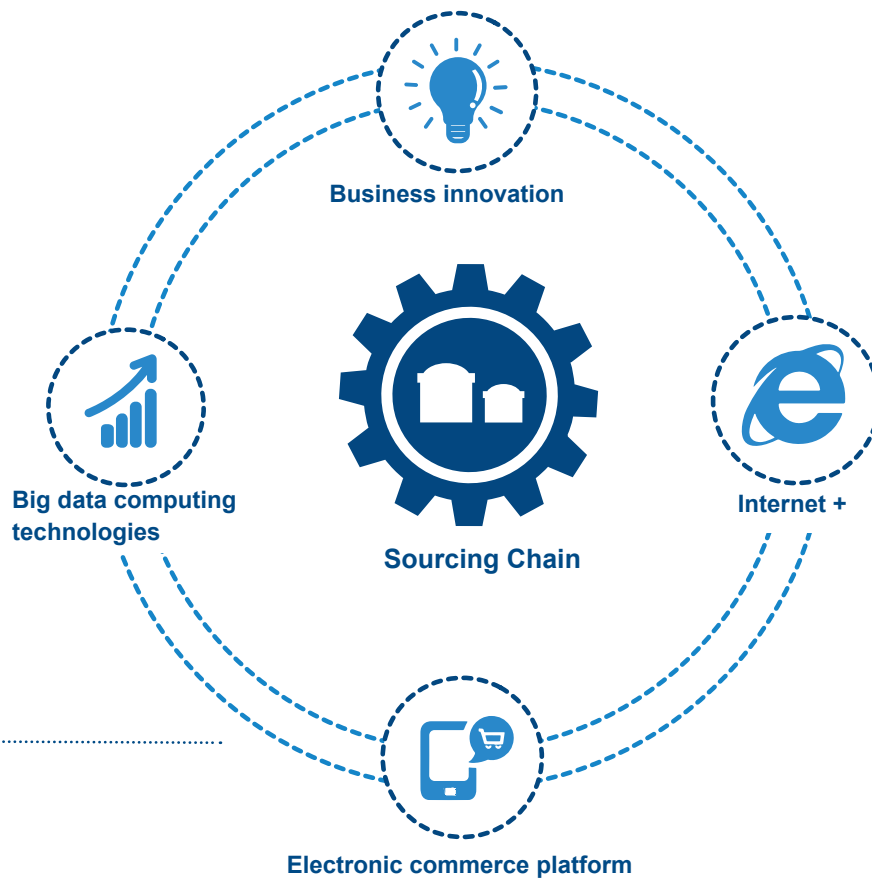 Business innovation
Big data computing
technologies
Internet +
Sourcing Chain
Electronic commerce platform